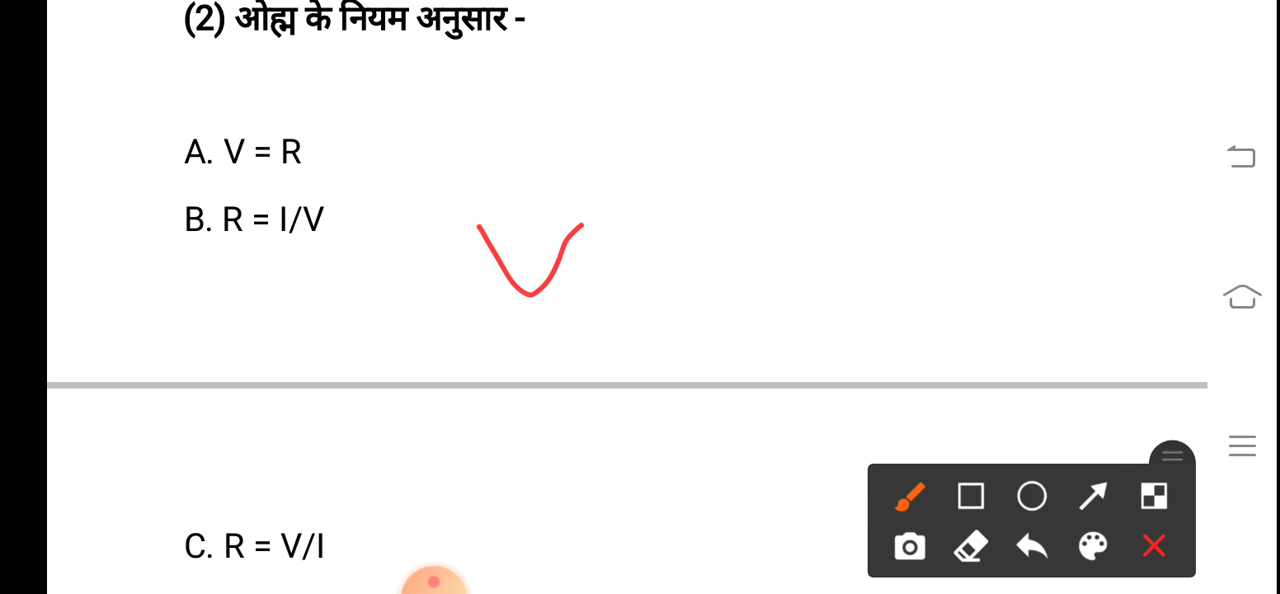 (2) ओह्म के नियम अनुसार -
A. V = R
B. R = I/V
V
C. R = V/I